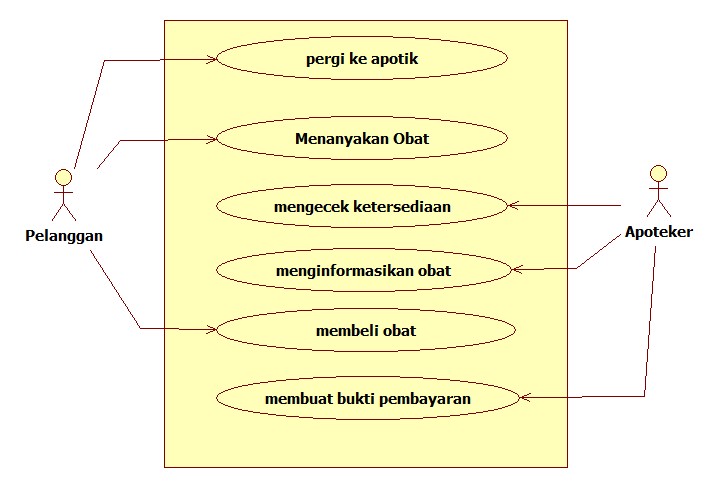 pergi ke apotik
Menanyakan Obat
mengecek ketersediaan
Pelanggan
Apoteker
menginformasikan obat
membeli obat
membuat bukti pembayaran